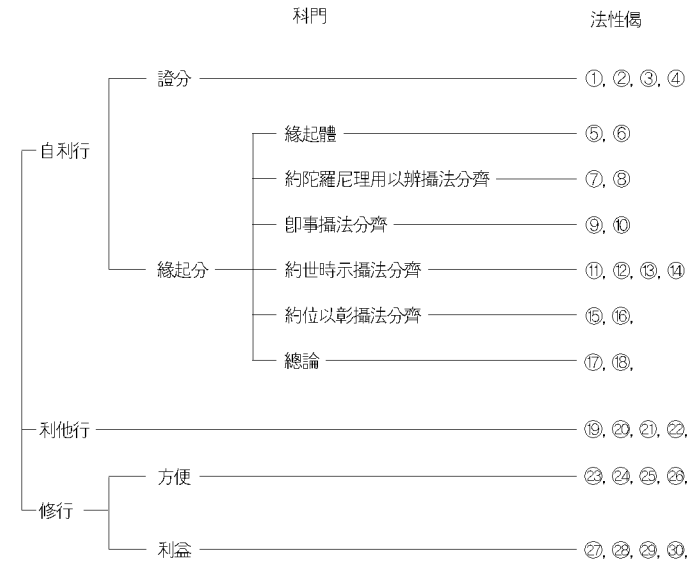 科門 法性偈
證分 ①, ②, ③, ④
緣起體 ⑤, ⑥
自利行
約陀羅尼理用以辨攝法分齊 ⑦, ⑧
卽事攝法分齊 ⑨, ⑩
緣起分 約世時示攝法分齊 ⑪, ⑫, ⑬, ⑭
約位以彰攝法分齊 ⑮, ⑯,
總論 ⑰, ⑱,
利他行 ⑲, ⑳, ㉑, ㉒,
方便 ㉓, ㉔, ㉕, ㉖,
修行
利益 ㉗, ㉘, ㉙, ㉚,